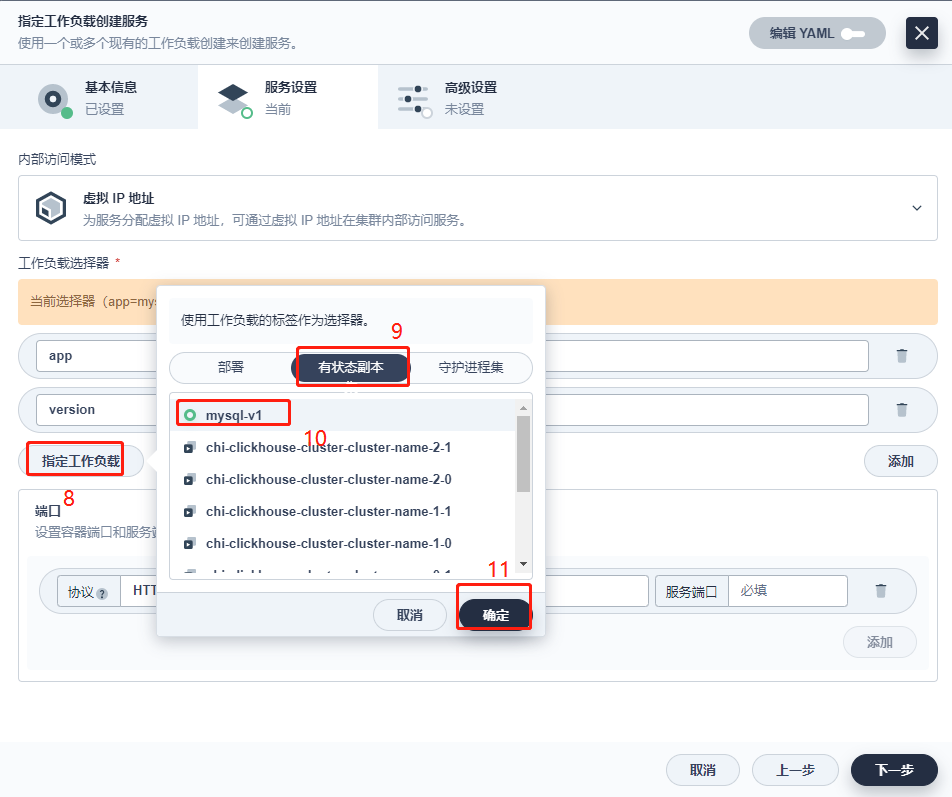 指定工作负载创建服务
使用一个或多个现有的工作负载创建来创建服务。
编辑 YAML
基本信息
已设置
服务设置
当前
高级设置
未设置
内部访问模式
虚拟 IP 地址
为服务分配虚拟 IP 地址，可通过虚拟 IP 地址在集群内部访问服务。
工作负载选择器 *
当前选择器（app=mys
使用工作负载的标签作为选择器。
9
部署
有状态副本
守护进程集
app
version
mysql-v1
10
chi-clickhouse-cluster-cluster-name-2-1
chi-clickhouse-cluster-cluster-name-2-0
chi-clickhouse-cluster-cluster-name-1-1
chi-clickhouse-cluster-cluster-name-1-0
指定工作负载
8
添加
端口
设置容器端口和服务
11
协议 ?
HTT
服务端口
必填
取消
确定
添加
取消
上一步
下一步